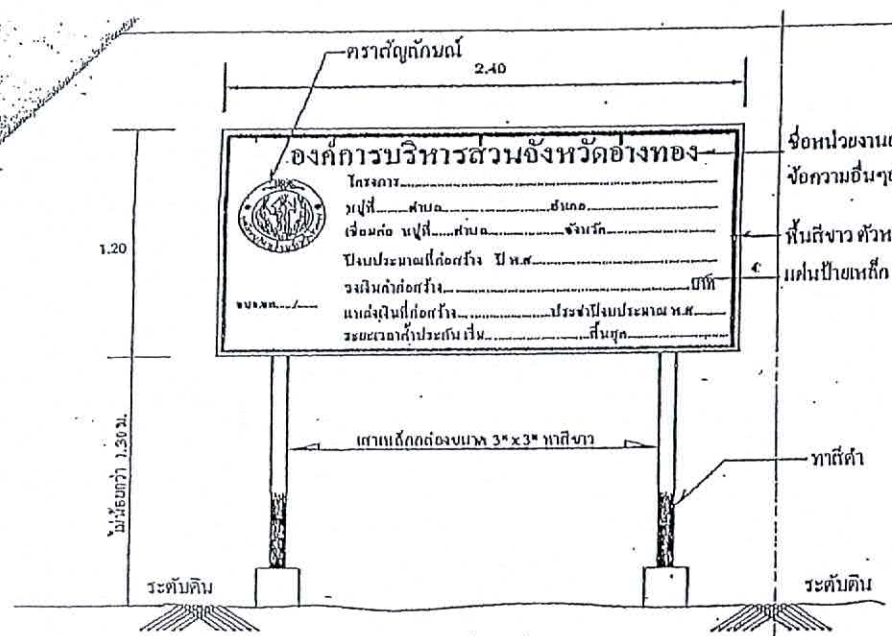 ตราสัญลักษณ์
2.40
องค์การบริหารส่วนจังหวัดอ่างทอง
ชื่อหน่วยงาน
ข้อความอื่นๆ
โครงการ
หมู่ที่ ตำบล อำเภอ
เชื่อมต่อ หมู่ที่ ตำบล จังหวัด
พื้นสีขาว
1.20
ปีงบประมาณที่ก่อสร้าง ปี พ.ศ.
แผ่นป้ายเหล็ก
วงเงินค่าก่อสร้าง บาท
แหล่งเงินที่ก่อสร้าง ประจำปีงบประมาณ พ.ศ.
ระยะเวลาค้ำประกัน เริ่ม สิ้นสุด
เสาเหล็กกล่องขนาด 3" x 3" ทาสีขาว
ทาสีดำ
ไม่น้อยกว่า 1.30 ม.
ระดับดิน
ระดับดิน